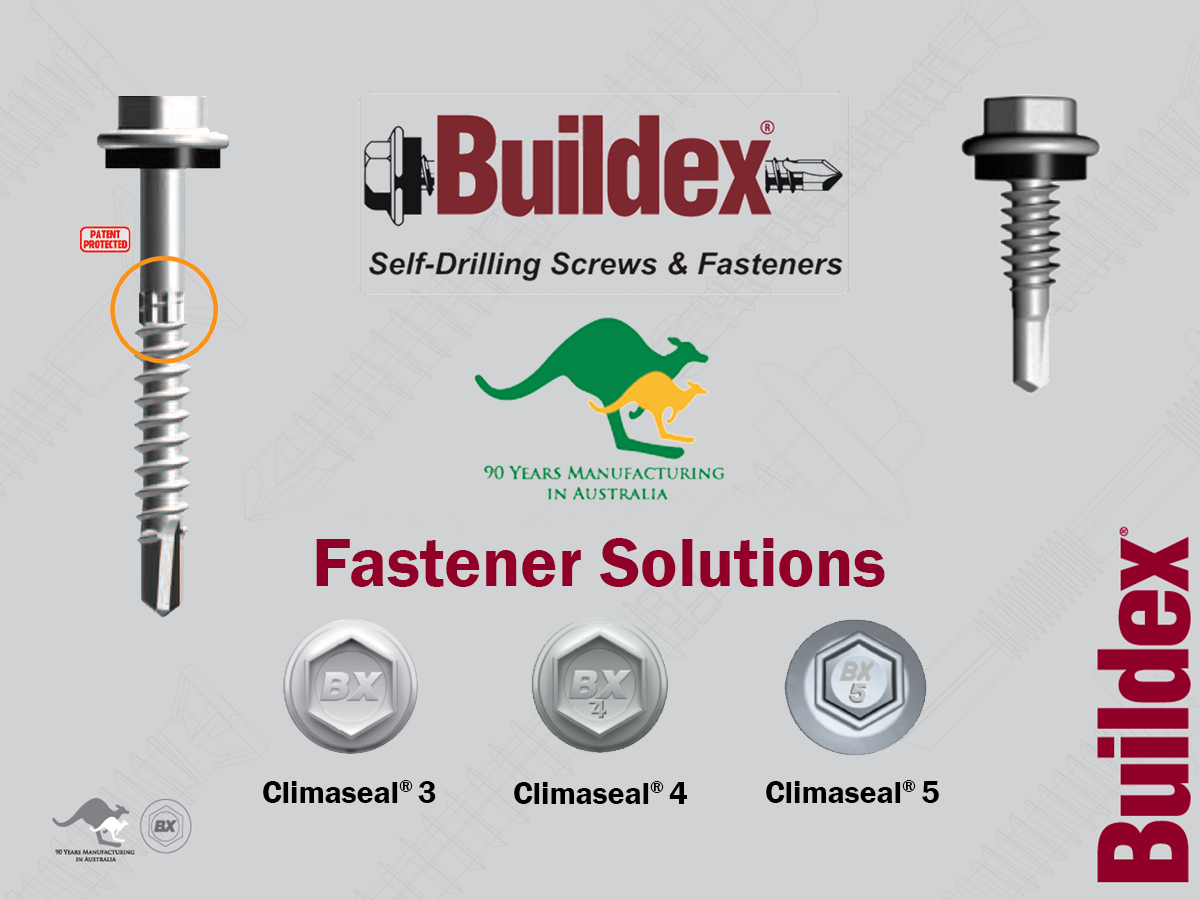 Buildex®
Self-Drilling Screws & Fasteners
PATENT
PROTECTED
90 Years Manufacturing
in Australia
Fastener Solutions
BX
BX
4
BX
5
Climaseal® 3
Climaseal® 4
Climaseal® 5
Buildex®
90 Years Manufacturing
in Australia
BX